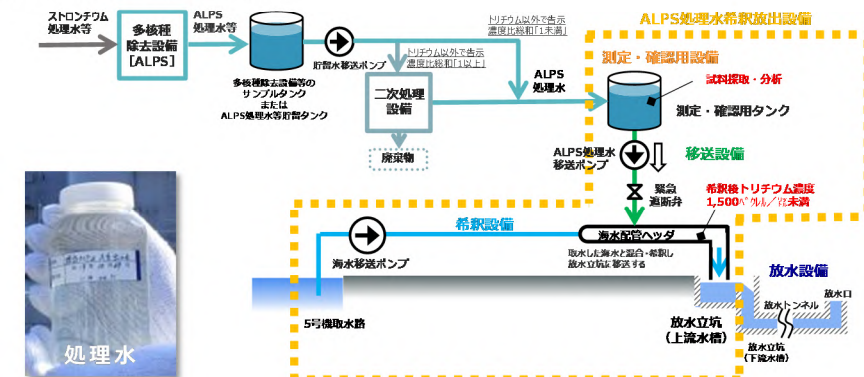 ストロンチウム
処理水等
多核種
除去設備
[ALPS]
ALPS
処理水等
多核種除去設備等の
サンプルタンク
または
ALPS処理水等貯留タンク
貯留水移送ポンプ
トリチウム以外で告示
濃度比総和「1未満」
トリチウム以外で告示
濃度比総和「1以上」
二次処理
設備
廃棄物
ALPS
処理水
ALPS処理水希釈放出設備
測定・確認用設備
試料採取・分析
測定・確認用タンク
ALPS処理水
移送ポンプ
移送設備
緊急
遮断弁
希釈後トリチウム濃度
1,500ベクレル/㍑未満
希釈設備
海水移送ポンプ
海水配管ヘッダ
取水した海水と混合・希釈し
放水立坑に移送する
5号機取水路
放水立坑
(上流水槽)
放水設備
放水口
放水トンネル
放水立坑
(下流水槽)
処理水